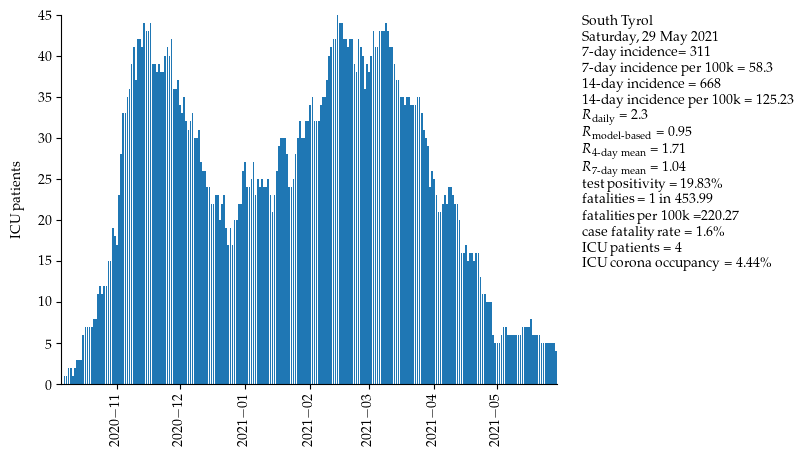 45
40
35
30
25
20
15
10
5
0
ICU patients
2020−11
2020−12
2021−01
2021−02
2021−03
2021−04
2021−05
South Tyrol
Saturday, 29 May 2021
7-day incidence= 311
7-day incidence per 100k = 58.3
14-day incidence = 668
14-day incidence per 100k = 125.23
R_daily = 2.3
R_model-based = 0.95
R_4-day mean = 1.71
R_7-day mean = 1.04
test positivity = 19.83%
fatalities = 1 in 453.99
fatalities per 100k =220.27
case fatality rate = 1.6%
ICU patients = 4
ICU corona occupancy = 4.44%